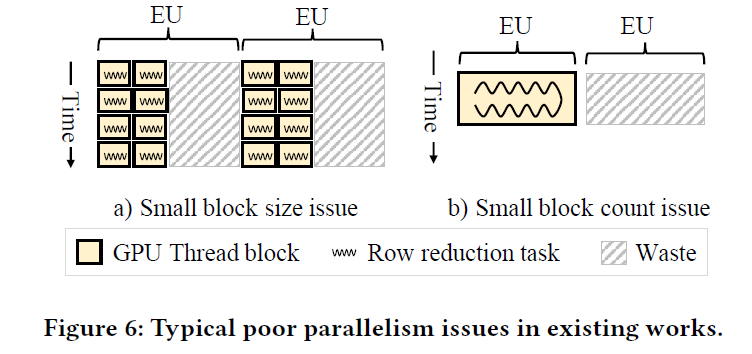 EU EU
EU EU
Time
Time
a) Small block size issue
b) Small block count issue
GPU Thread block
Row reduction task
Waste
Figure 6: Typical poor parallelism issues in existing works.